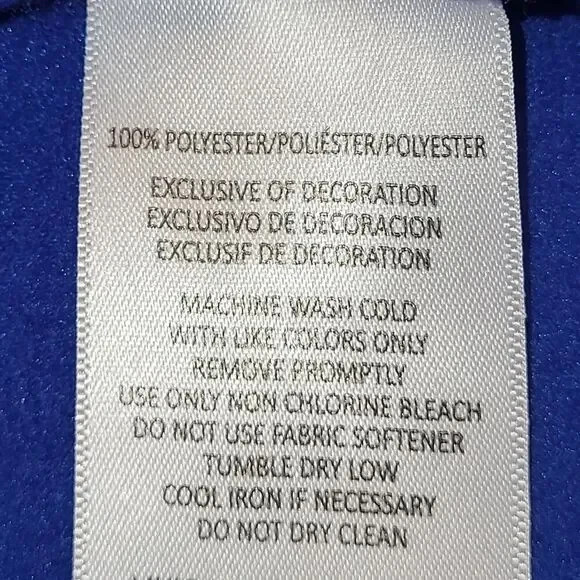 100% POLYESTER/POLIÉSTER/POLYESTER
EXCLUSIVE OF DECORATION
EXCLUSIVO DE DECORACION
EXCLUSIF DE DECORATION
MACHINE WASH COLD
WITH LIKE COLORS ONLY
REMOVE PROMPTLY
USE ONLY NON CHLORINE BLEACH
DO NOT USE FABRIC SOFTENER
TUMBLE DRY LOW
COOL IRON IF NECESSARY
DO NOT DRY CLEAN